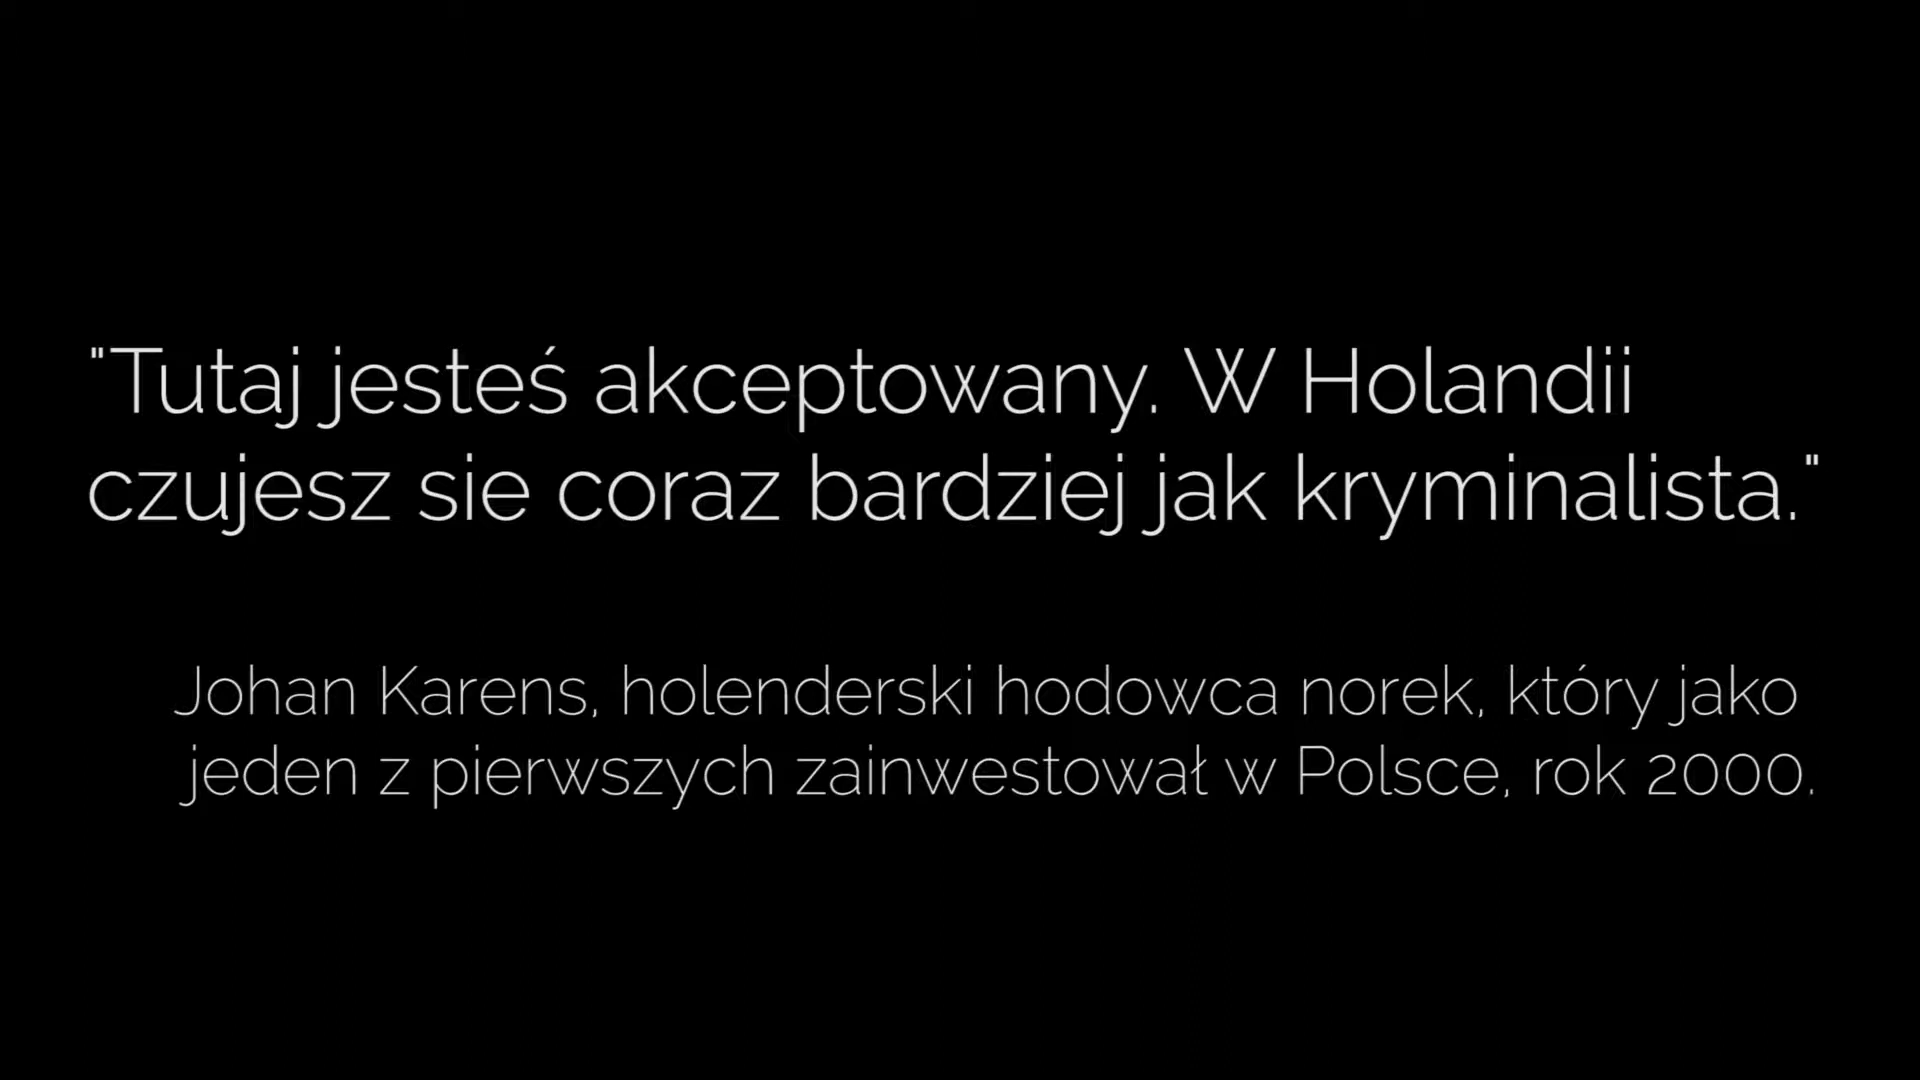 "Tutaj jesteś akceptowany. W Holandii
czujesz sie coraz bardziej jak kryminalista."
Johan Karens, holenderski hodowca norek, który jako
jeden z pierwszych zainwestował w Polsce, rok 2000.